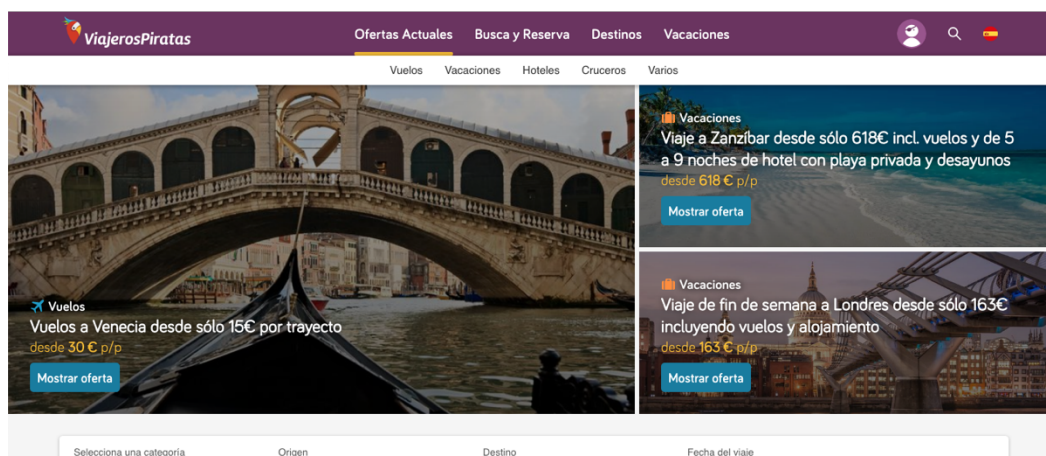 ViajerosPiratas
Ofertas Actuales Busca y Reserva Destinos Vacaciones
Vuelos Vacaciones Hoteles Cruceros Varios
Vuelos
Vuelos a Venecia desde sólo 15€ por trayecto
desde 30 € p/p
Mostrar oferta
Vacaciones
Viaje a Zanzíbar desde sólo 618€ incl. vuelos y de 5
a 9 noches de hotel con playa privada y desayunos
desde 618 € p/p
Mostrar oferta
Vacaciones
Viaje de fin de semana a Londres desde sólo 163€
incluyendo vuelos y alojamiento
desde 163 € p/p
Mostrar oferta
Selecciona una categoría Origen Destino Fecha del viaje